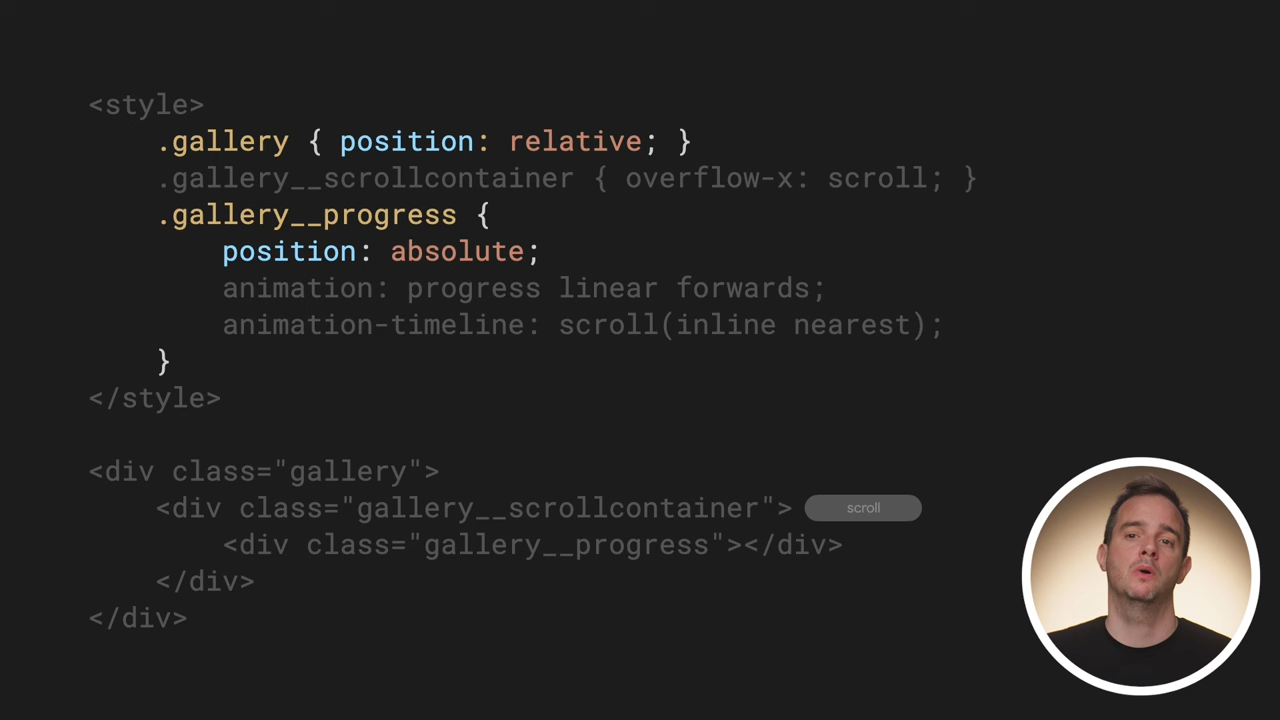 <style>
.gallery { position: relative; }
.gallery__scrollcontainer { overflow-x: scroll; }
.gallery__progress {
position: absolute;
animation: progress linear forwards;
animation-timeline: scroll(inline nearest);
}
</style>
<div class="gallery">
<div class="gallery__scrollcontainer"> scroll
<div class="gallery__progress"></div>
</div>
</div>